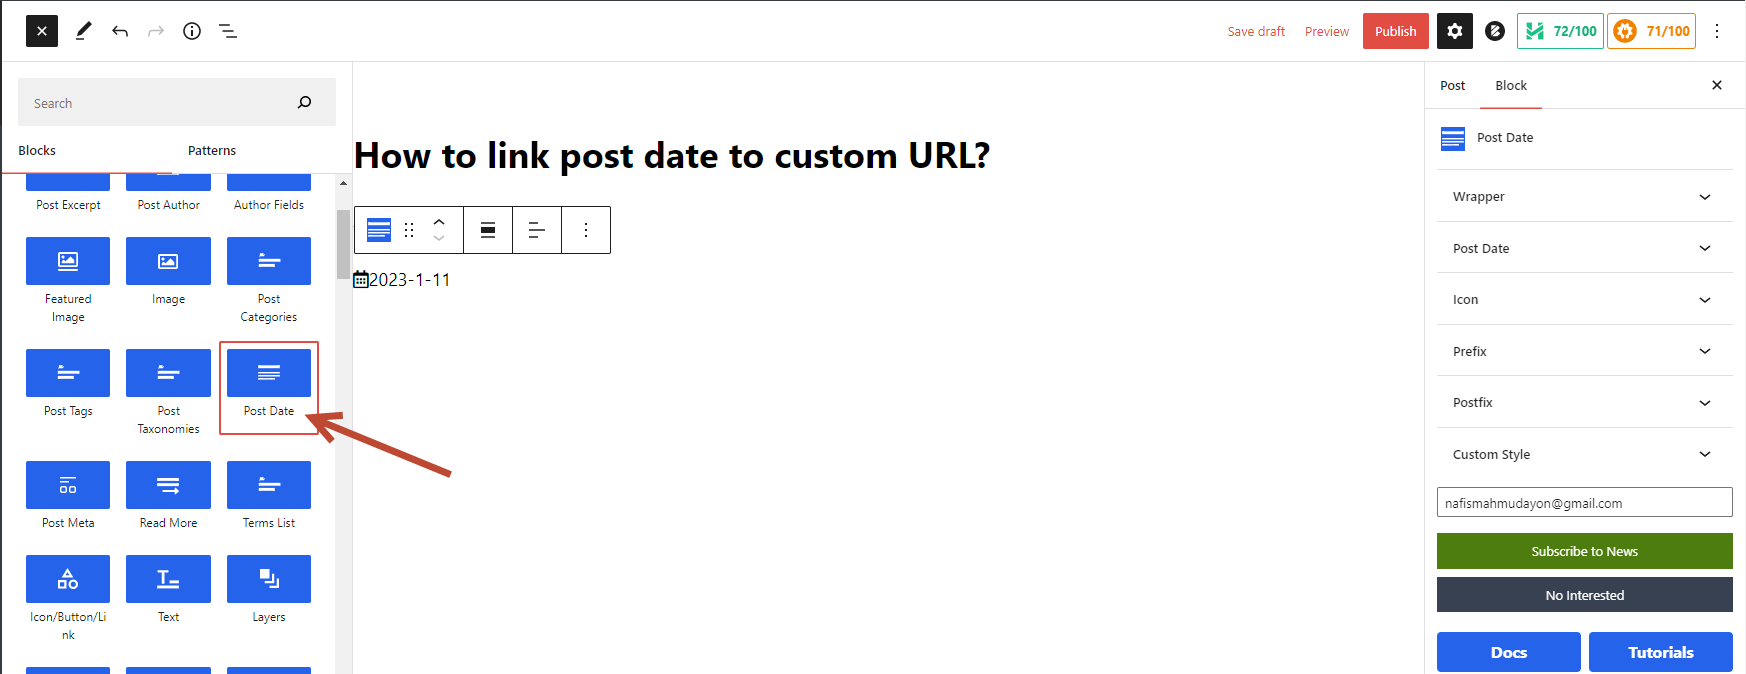 Save draft
Preview
Publish
72/100
71/100
Search
Blocks
Patterns
Post Excerpt
Post Author
Author Fields
Featured
Image
Image
Post
Categories
Post Tags
Post
Taxonomies
Post Date
Post Meta
Read More
Terms List
Icon/Button/Li
nk
Text
Layers
How to link post date to custom URL?
2023-1-11
Post
Block
Post Date
Wrapper
Post Date
Icon
Prefix
Postfix
Custom Style
nafismahmudayon@gmail.com
Subscribe to News
No Interested
Docs
Tutorials